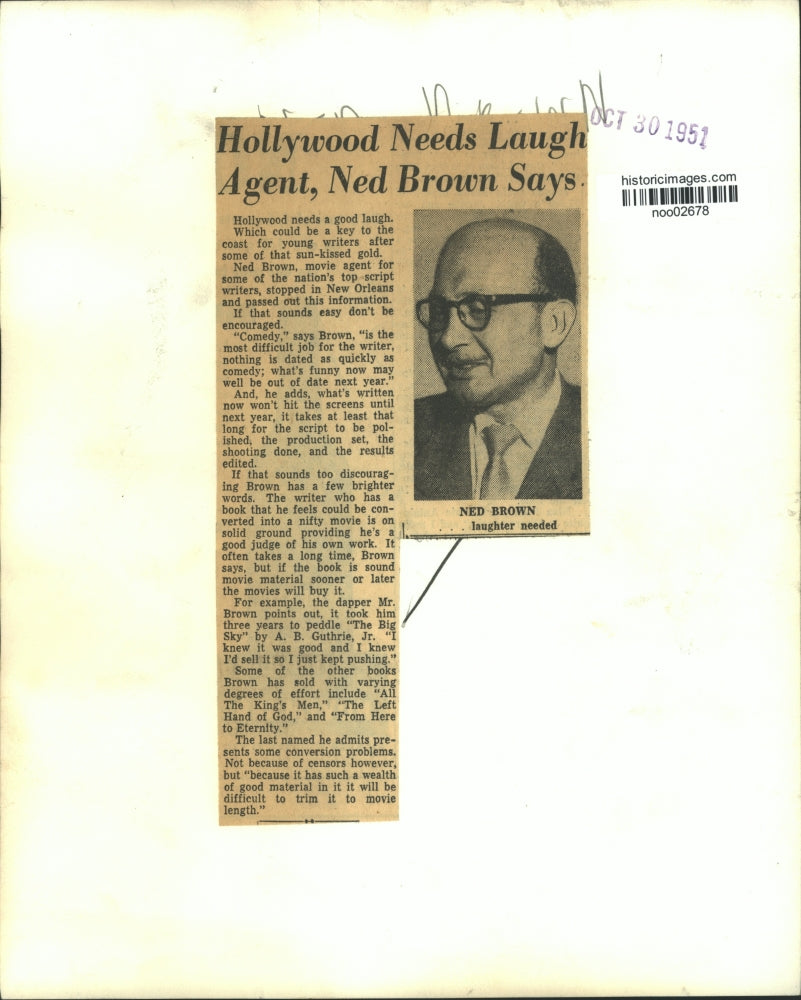 OCT 30 1951
historicimages.com
noo02678
Hollywood Needs Laugh
Agent, Ned Brown Says
Hollywood needs a good laugh.
Which could be a key to the
coast for young writers after
some of that sun-kissed gold.
Ned Brown, movie agent for
some of the nation's top script
writers, stopped in New Orleans
and passed out this information.
If that sounds easy don't be
encouraged.
"Comedy," says Brown, "is the
most difficult job for the writer,
nothing is dated as quickly as
comedy; what's funny now may
well be out of date next year."
And, he adds, what's written
now won't hit the screens until
next year, it takes at least that
long for the script to be pol-
ished, the production set, the
shooting done, and the results
edited.
If that sounds too discourag-
ing Brown has a few brighter
words. The writer who has a
book that he feels could be con-
verted into a nifty movie is on
solid ground providing he's a
good judge of his own work. It
often takes a long time, Brown
says, but if the book is sound
movie material sooner or later
the movies will buy it.
For example, the dapper Mr.
Brown points out, it took him
three years to peddle "The Big
Sky" by A. B. Guthrie, Jr. "I
knew it was good and I knew
I'd sell it so I just kept pushing."
Some of the other books
Brown has sold with varying
degrees of effort include "All
The King's Men," "The Left
Hand of God," and "From Here
to Eternity."
The last named he admits pre-
sents some conversion problems.
Not because of censors however,
but "because it has such a wealth
of good material in it it will be
difficult to trim it to movie
length."
NED BROWN
. . . laughter needed